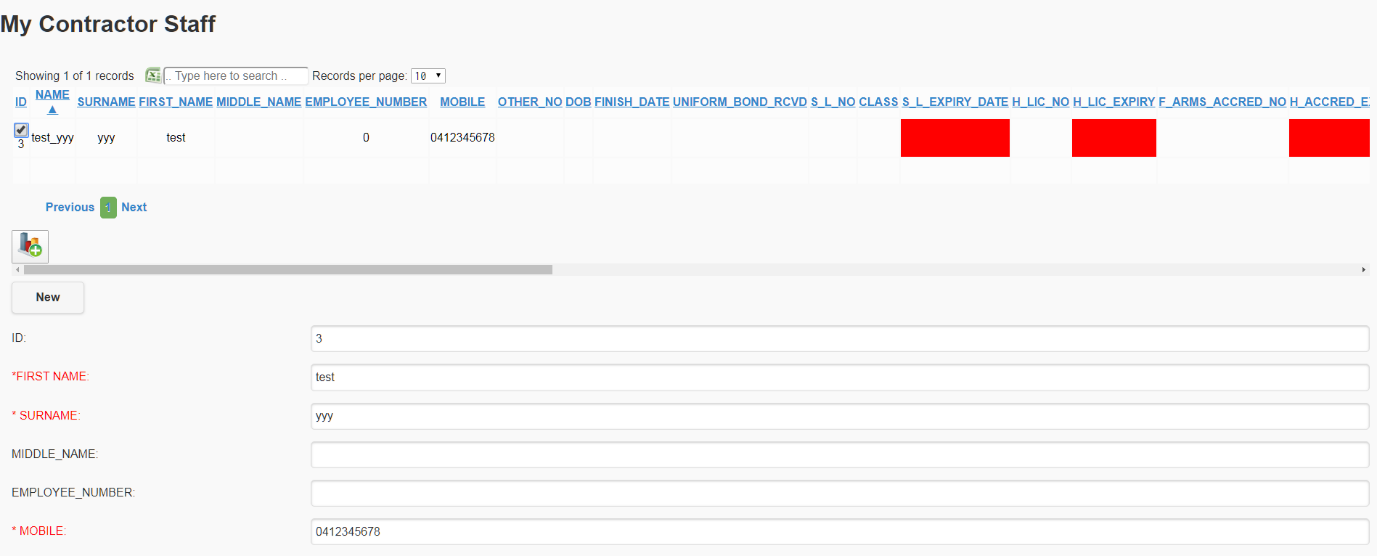 My Contractor Staff
Showing 1 of 1 records .. Type here to search .. Records per page: 10
ID NAME SURNAME FIRST_NAME MIDDLE_NAME EMPLOYEE_NUMBER MOBILE OTHER_NO DOB FINISH_DATE UNIFORM_BOND_RCVD S_L_NO CLASS S_L_EXPIRY_DATE H_LIC_NO H_LIC_EXPIRY F_ARMS_ACCRED_NO H_ACCRED_E
▲
3 test_yyy yyy test 0 0412345678
Previous 1 Next
New
ID: 3
*FIRST NAME: test
* SURNAME: yyy
MIDDLE_NAME:
EMPLOYEE_NUMBER:
* MOBILE: 0412345678